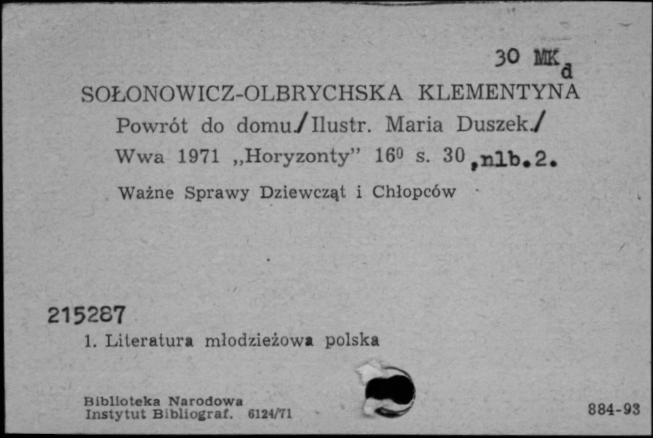 30 MK
d
SOŁONOWICZ-OLBRYCHSKA KLEMENTYNA
Powrót do domu./Ilustr. Maria Duszek./
Wwa 1971 „Horyzonty” 16⁰ s. 30,nlb.2.
Ważne Sprawy Dziewcząt i Chłopców
215287
1. Literatura młodzieżowa polska
Biblioteka Narodowa
Instytut Bibliograf. 6124/71
884-93